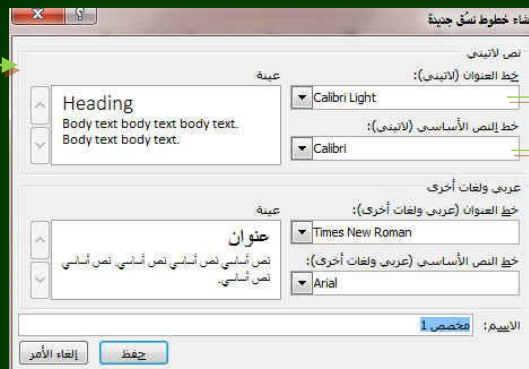 شاء خطوط نسُق جديدة
نص لاتيني
خط العنوان (لاتيني):
عينة
Calibri Light
Heading
Body text body text body text.
Body text body text.
خط النص الأساسي (لاتيني):
Calibri
عربي ولغات أخرى
خط العنوان (عربي ولغات أخرى):
عينة
Times New Roman
عنوان
نص أساسي نص أساسي نص أساسي. نص أساسي
نص أساسي.
خط النص الأساسي (عربي ولغات أخرى):
Arial
الاسم:
مخصص 1
حفظ
إلغاء الأمر